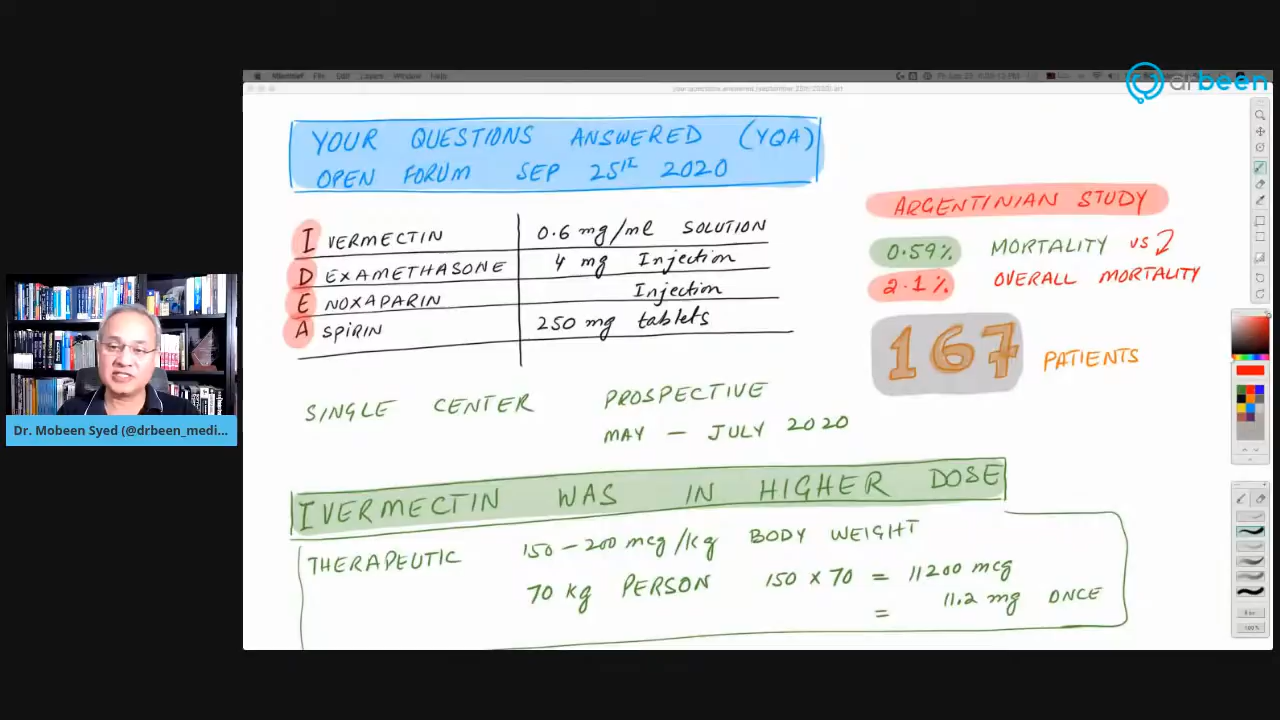 drbeen
YOUR QUESTIONS ANSWERED (YQA)
OPEN FORUM SEP 25TH 2020
IVERMECTIN 0.6 mg/ml SOLUTION
DEXAMETHASONE 4 mg Injection
ENOXAPARIN Injection
ASPIRIN 250 mg tablets
SINGLE CENTER PROSPECTIVE
MAY — JULY 2020
ARGENTINIAN STUDY
0.59% MORTALITY VS
2.1% OVERALL MORTALITY
167 PATIENTS
IVERMECTIN WAS IN HIGHER DOSE
THERAPEUTIC 150-200 mcg/kg BODY WEIGHT
70 kg PERSON 150 x 70 = 11200 mcg
= 11.2 mg ONCE
Dr. Mobeen Syed (@drbeen_medi...